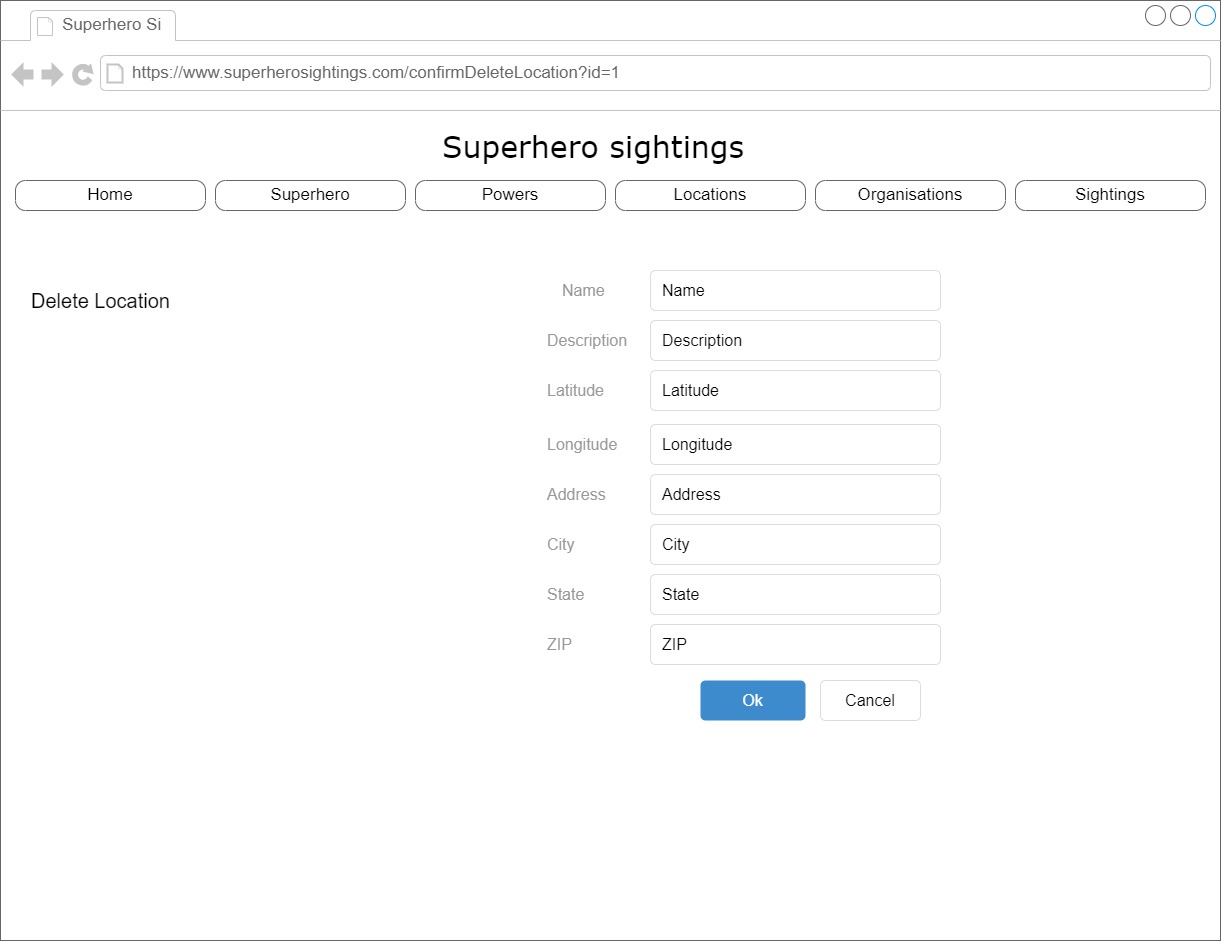 Superhero Si
https://www.superherosightings.com/confirmDeleteLocation?id=1
Superhero sightings
Home Superhero Powers Locations Organisations Sightings
Delete Location
Name Name
Description Description
Latitude Latitude
Longitude Longitude
Address Address
City City
State State
ZIP ZIP
Ok Cancel